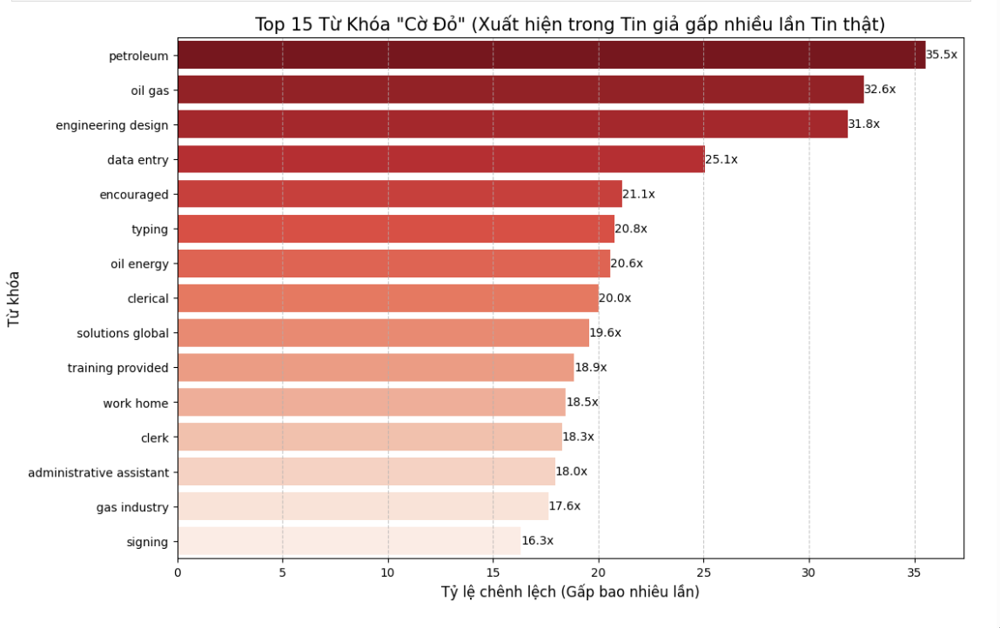 Top 15 Từ Khóa "Cờ Đỏ" (Xuất hiện trong Tin giả gấp nhiều lần Tin thật)
petroleum 35.5x
oil gas 32.6x
engineering design 31.8x
data entry 25.1x
encouraged 21.1x
typing 20.8x
oil energy 20.6x
clerical 20.0x
solutions global 19.6x
training provided 18.9x
work home 18.5x
clerk 18.3x
administrative assistant 18.0x
gas industry 17.6x
signing 16.3x
Từ khóa
0 5 10 15 20 25 30 35
Tỷ lệ chênh lệch (Gấp bao nhiêu lần)